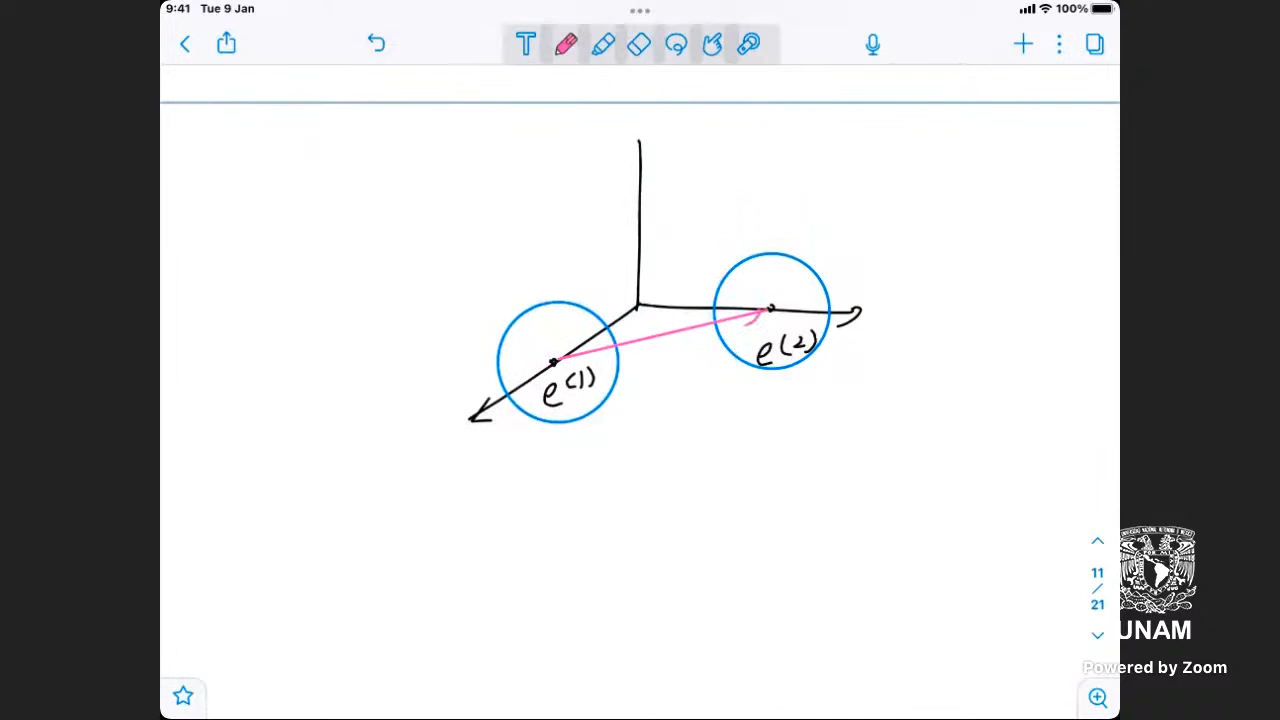 9:41 Tue 9 Jan
100%
T
e(2)
e(1)
11
/
21
UNAM
Powered by Zoom